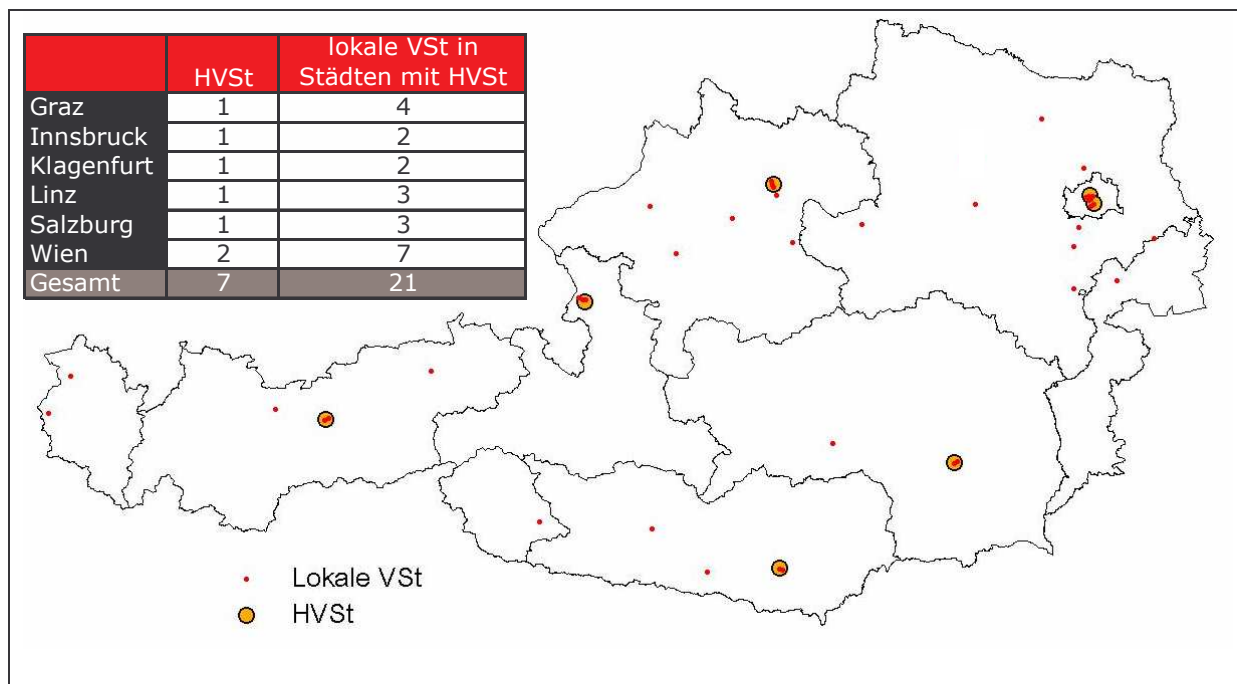 lokale VSt in
HVSt Städten mit HVSt
Graz 1 4
Innsbruck 1 2
Klagenfurt 1 2
Linz 1 3
Salzburg 1 3
Wien 2 7
Gesamt 7 21
Lokale VSt
HVSt